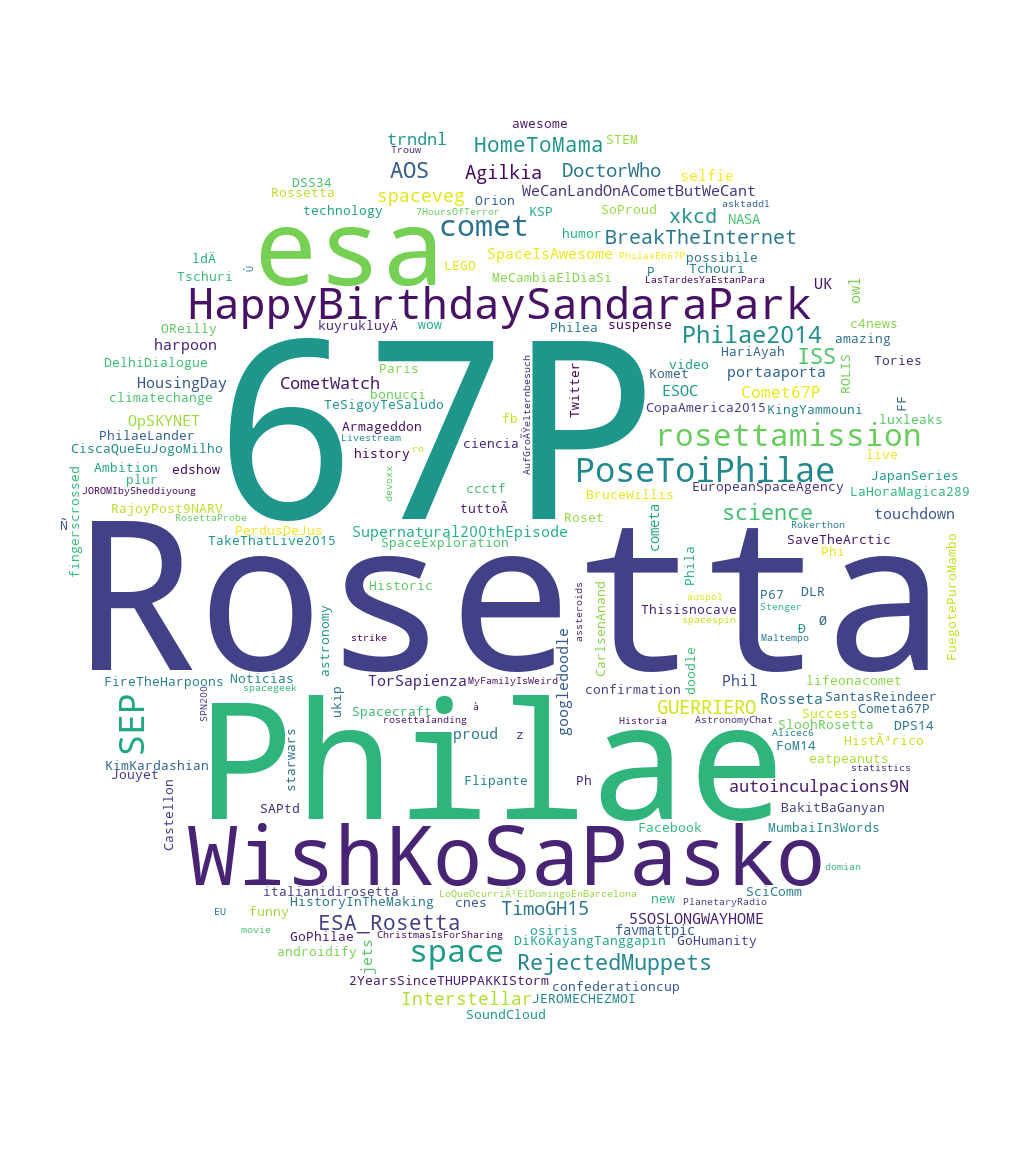 awesome
trndnl HomeToMama STEM
Trouw
AOS Agilkia DoctorWho selfie
DSS34
Rossetta spaceveg Orion WeCanLandOnACometButWeCant
technology 7HoursOfTerror KSP SoProud xkcd asktaddl NASA
esa comet humor BreakTheInternet
ldÄ Ù SpaceIsAwesome PhilaeEn67P possibile
Tschuri LEGO MeCambiaElDiaSi P Tchouri
LasTardesYaEstanPara UK owl
HappyBirthdaySandaraPark
OReilly kuyrukluyÄ wow Philea suspense Philae2014 c4news
harpoon HariAyah amazing
DelhiDialogue Paris AufGroÃŸelternbesuch video ISS ROLIS Tories
67P
HousingDay CometWatch Twitter Komet portaaporta
climatechange bonucci ESOC Comet67P FF
TeSigoyTeSaludo CopaAmerica2015 KingYammouni
OpSKYNET Armageddon fb luxleaks
PhilaeLander Livestream ciencia rosettamission
CiscaQueEuJogoMilho history ro live
Ambition edshow PoseToiPhilae JapanSeries
plur devoxx ccctf BruceWillis EuropeanSpaceAgency LaHoraMagica289
JOROMIbySheddiyoung
fingerscrossed RajoyPost9NARV tuttoÃ science touchdown
RosettaProbe Roset Rokerthon
Ñ PerdusDeJus Supernatural200thEpisode cometa SaveTheArctic
TakeThatLive2015 SpaceExploration Phi FuegotePuroMambo
Rosetta
Historic assteroids CarlsenAnand Phila auspol P67 DLR
Thisisnocave Stenger
astronomy spacespin Ð Ø
strike googledoodle doodle Maltempo
FireTheHarpoons Noticias TorSapienza MyFamilyIsWeird confirmation Phil lifeonacomet
spacegeek
SEP SPN200 ukip Spacecraft à GUERRIERO Rosseta SantasReindeer
Philae
rosettalanding Historia AstronomyChat Success Cometa67P
starwars proud z SloohRosetta DPS14
Alicec6
FoM14 HistÃ³rico
KimKardashian eatpeanuts
Jouyet Flipante Ph statistics
Castellon autoinculpacions9N
SAPtd BakitBaGanyan
Facebook MumbaiIn3Words
WishKoSaPasko
domian
italianidirosetta LoQueOcurriÃ³ElDomingoEnBarcelona SciComm
HistoryInTheMaking cnes new PlanetaryRadio
EU funny TimoGH15
ESA_Rosetta 5SOSLONGWAYHOME
movie osiris favmattpic
GoPhilae ChristmasIsForSharing DiKoKayangTanggapin GoHumanity
androidify jets space RejectedMuppets
2YearsSinceTHUPPAKKIStorm confederationcup
Interstellar JEROMECHEZMOI
SoundCloud